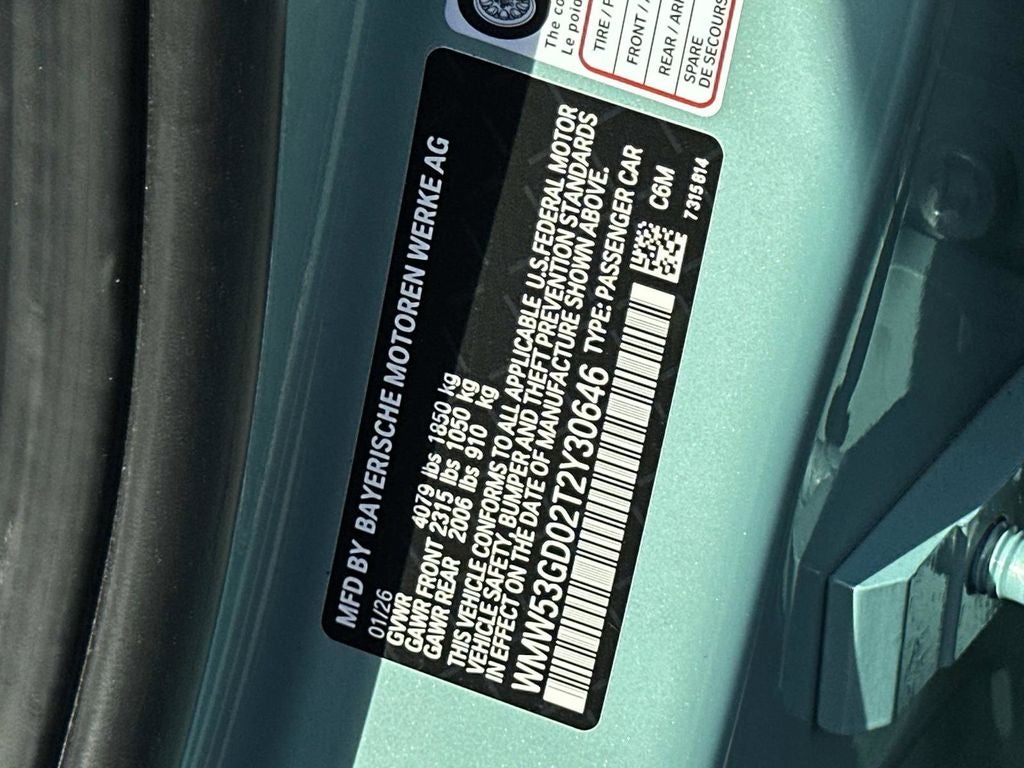 MFD BY BAYERISCHE MOTOREN WERKE AG
01/26
GVWR 4079 lbs 1850 kg
GAWR FRONT 2315 lbs 1050 kg
GAWR REAR 2006 lbs 910 kg
THIS VEHICLE CONFORMS TO ALL APPLICABLE U.S. FEDERAL MOTOR
VEHICLE SAFETY, BUMPER AND THEFT PREVENTION STANDARDS
IN EFFECT ON THE DATE OF MANUFACTURE SHOWN ABOVE.
WMW53GD02T2Y30646 TYPE: PASSENGER CAR
C6M
7315814
The
Le
TIRE /
FRONT /
REAR /
SPARE
DE SECOURS